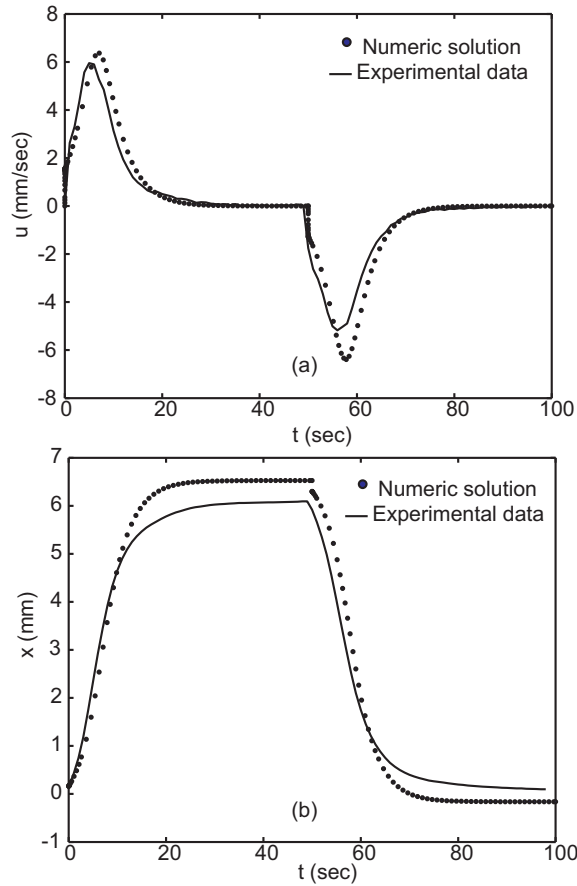 8
6
4
2
0
-2
-4
-6
-8
u (mm/sec)
Numeric solution
Experimental data
(a)
0 20 40 60 80 100
t (sec)
7
6
5
4
3
2
1
0
-1
x (mm)
Numeric solution
Experimental data
(b)
0 20 40 60 80 100
t (sec)